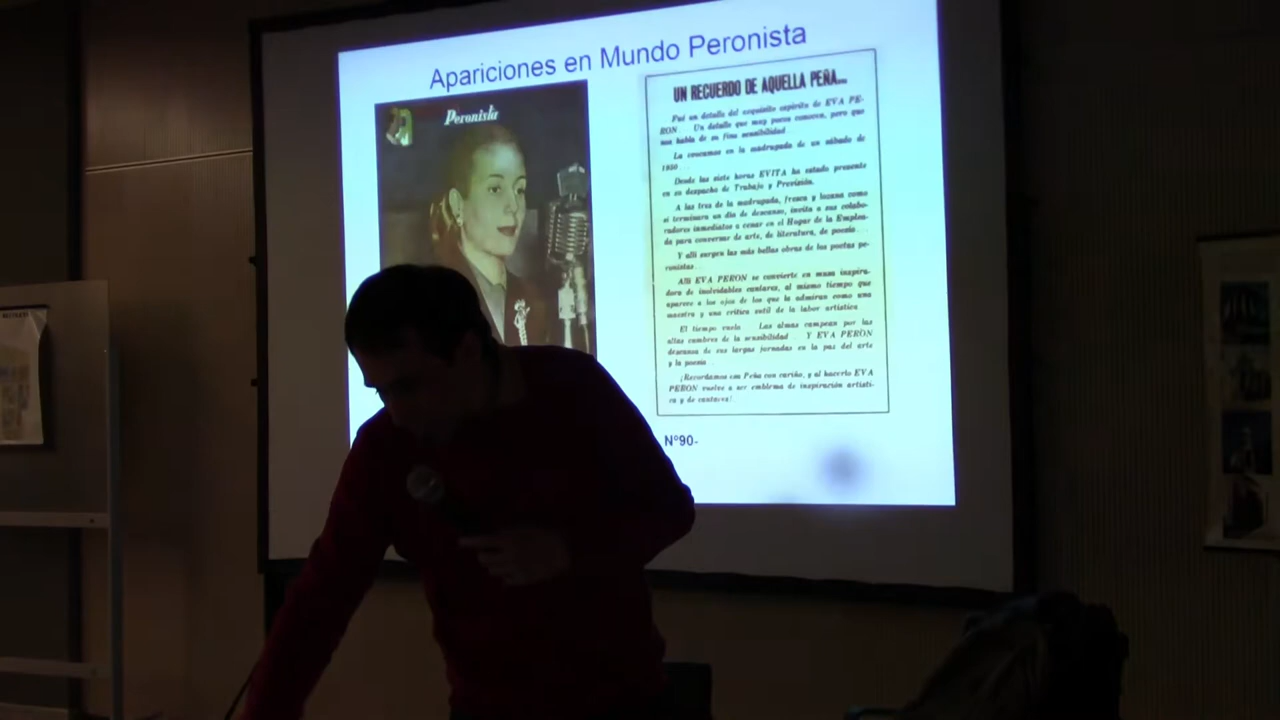 Apariciones en Mundo Peronista
Peronista
UN RECUERDO DE AQUELLA PEÑA...
Fué un detalle del exquisito espíritu de EVA PE-
RON Un detalle que muy pocos conocen, pero que
nos habla de su fina sensibilidad
La evocamos en la madrugada de un sábado de
1950...
Desde las siete horas EVITA ha estado presente
en su despacho de Trabajo y Previsión.
A las tres de la madrugada, fresca y lozana como
si terminara un día de descanso, invita a sus colabo-
radores inmediatos a cenar en el Hogar de la Emplea-
da para conversar de arte, de literatura, de poesía...
Y allí surgen las más bellas obras de los poetas pe-
ronistas...
Allí EVA PERON se convierte en musa inspira-
dora de inolvidables cantares, al mismo tiempo que
aparece a los ojos de los que la admiran como una
maestra y una crítica sutil de la labor artística
El tiempo vuela Las almas campean por las
altas cumbres de la sensibilidad Y EVA PERON
descansa de sus largas jornadas en la paz del arte
y la poesía
¡Recordamos esa Peña con cariño, y al hacerlo EVA
PERON vuelve a ser emblema de inspiración artísti-
ca y de cantares!
N°90-